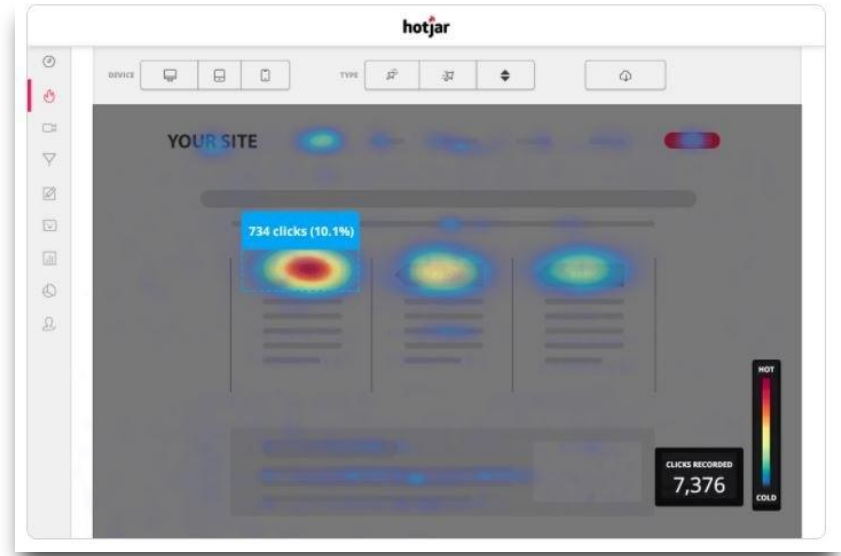 hotjar
DEVICE
TYPE
YOUR SITE
734 clicks (10.1%)
HOT
CLICKS RECORDED
7,376
COLD